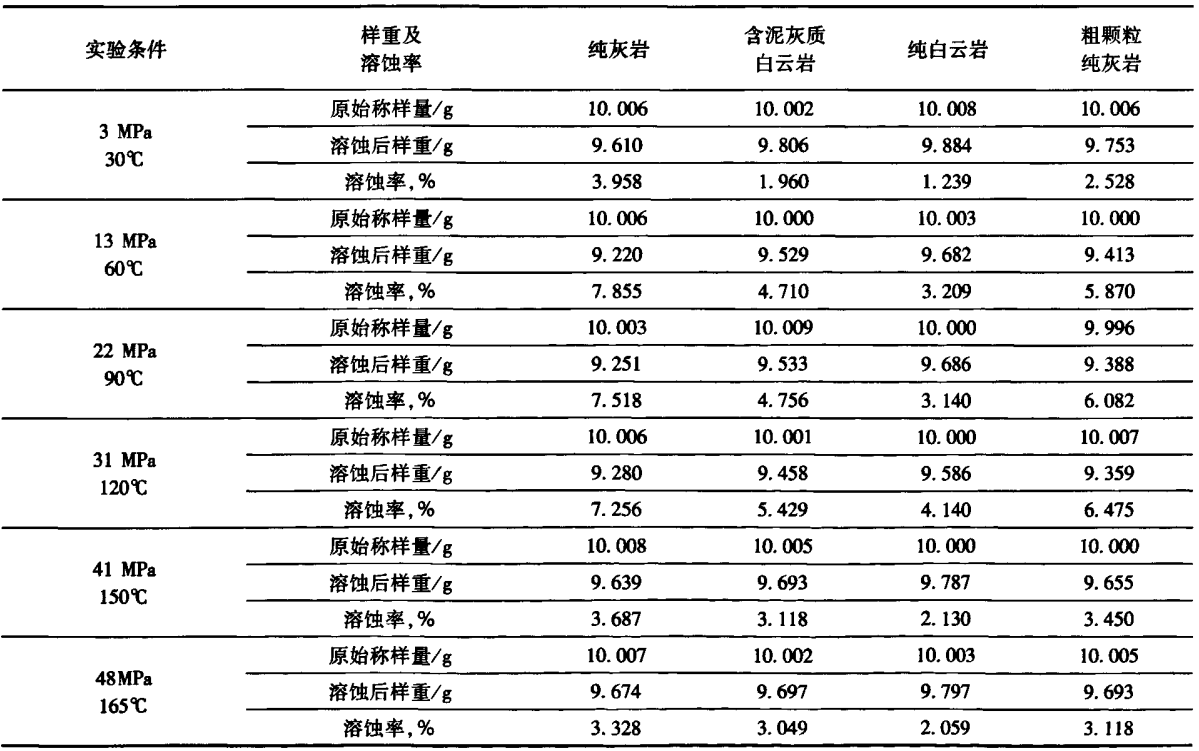 实验条件 样重及溶蚀率 纯灰岩 含泥灰质白云岩 纯白云岩 粗颗粒纯灰岩
3 MPa 30℃ 原始称样量/g 10.006 10.002 10.008 10.006
溶蚀后样重/g 9.610 9.806 9.884 9.753
溶蚀率,% 3.958 1.960 1.239 2.528
13 MPa 60℃ 原始称样量/g 10.006 10.000 10.003 10.000
溶蚀后样重/g 9.220 9.529 9.682 9.413
溶蚀率,% 7.855 4.710 3.209 5.870
22 MPa 90℃ 原始称样量/g 10.003 10.009 10.000 9.996
溶蚀后样重/g 9.251 9.533 9.686 9.388
溶蚀率,% 7.518 4.756 3.140 6.082
31 MPa 120℃ 原始称样量/g 10.006 10.001 10.000 10.007
溶蚀后样重/g 9.280 9.458 9.586 9.359
溶蚀率,% 7.256 5.429 4.140 6.475
41 MPa 150℃ 原始称样量/g 10.008 10.005 10.000 10.000
溶蚀后样重/g 9.639 9.693 9.787 9.655
溶蚀率,% 3.687 3.118 2.130 3.450
48MPa 165℃ 原始称样量/g 10.007 10.002 10.003 10.005
溶蚀后样重/g 9.674 9.697 9.797 9.693
溶蚀率,% 3.328 3.049 2.059 3.118